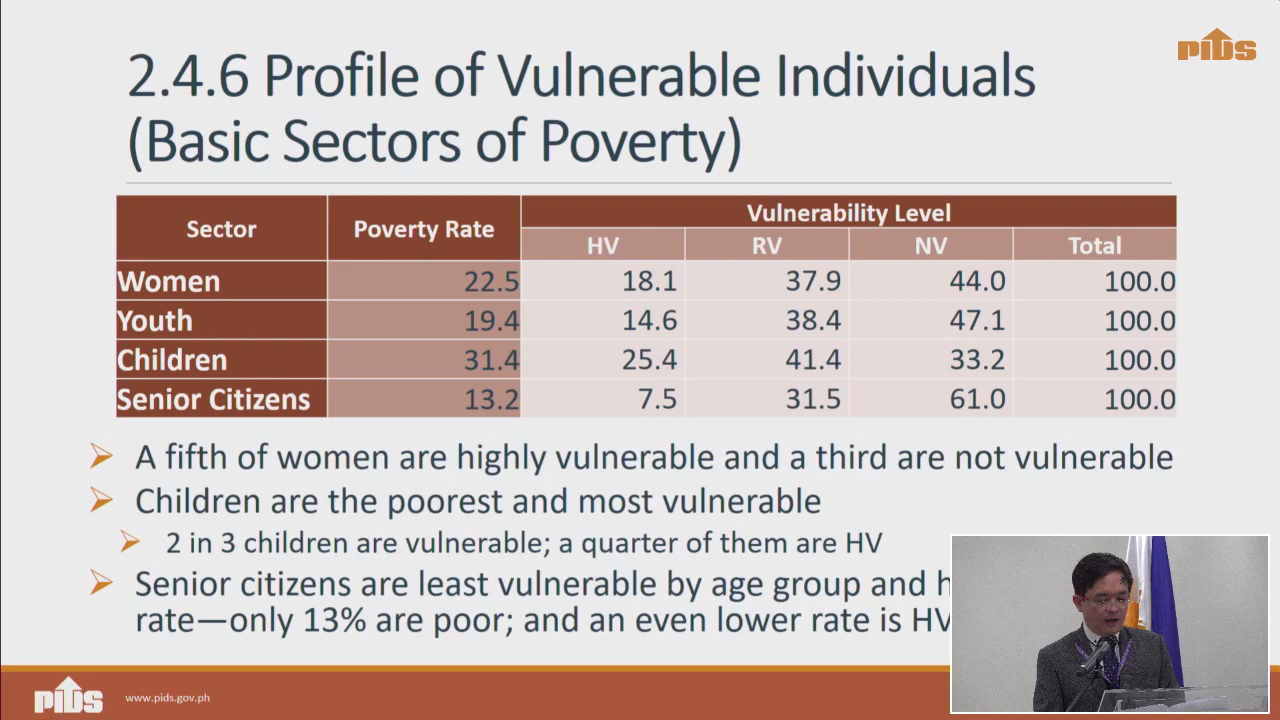 PIDS
2.4.6 Profile of Vulnerable Individuals
(Basic Sectors of Poverty)
Sector Poverty Rate Vulnerability Level
HV RV NV Total
Women 22.5 18.1 37.9 44.0 100.0
Youth 19.4 14.6 38.4 47.1 100.0
Children 31.4 25.4 41.4 33.2 100.0
Senior Citizens 13.2 7.5 31.5 61.0 100.0
A fifth of women are highly vulnerable and a third are not vulnerable
Children are the poorest and most vulnerable
2 in 3 children are vulnerable; a quarter of them are HV
Senior citizens are least vulnerable by age group and
rate—only 13% are poor; and an even lower rate is HV
PIDS www.pids.gov.ph